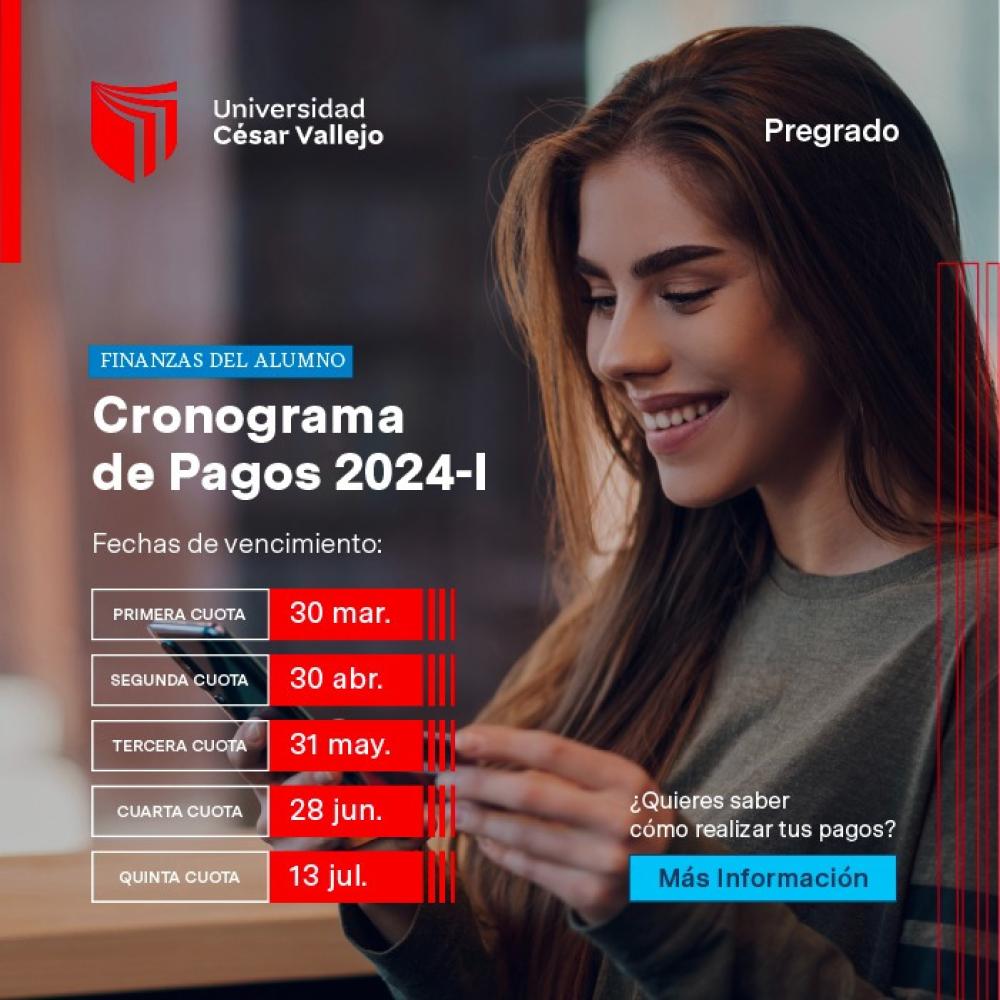 Universidad
César Vallejo
Pregrado
FINANZAS DEL ALUMNO
Cronograma
de Pagos 2024-I
Fechas de vencimiento:
PRIMERA CUOTA 30 mar.
SEGUNDA CUOTA 30 abr.
TERCERA CUOTA 31 may.
CUARTA CUOTA 28 jun.
QUINTA CUOTA 13 jul.
¿Quieres saber
cómo realizar tus pagos?
Más Información